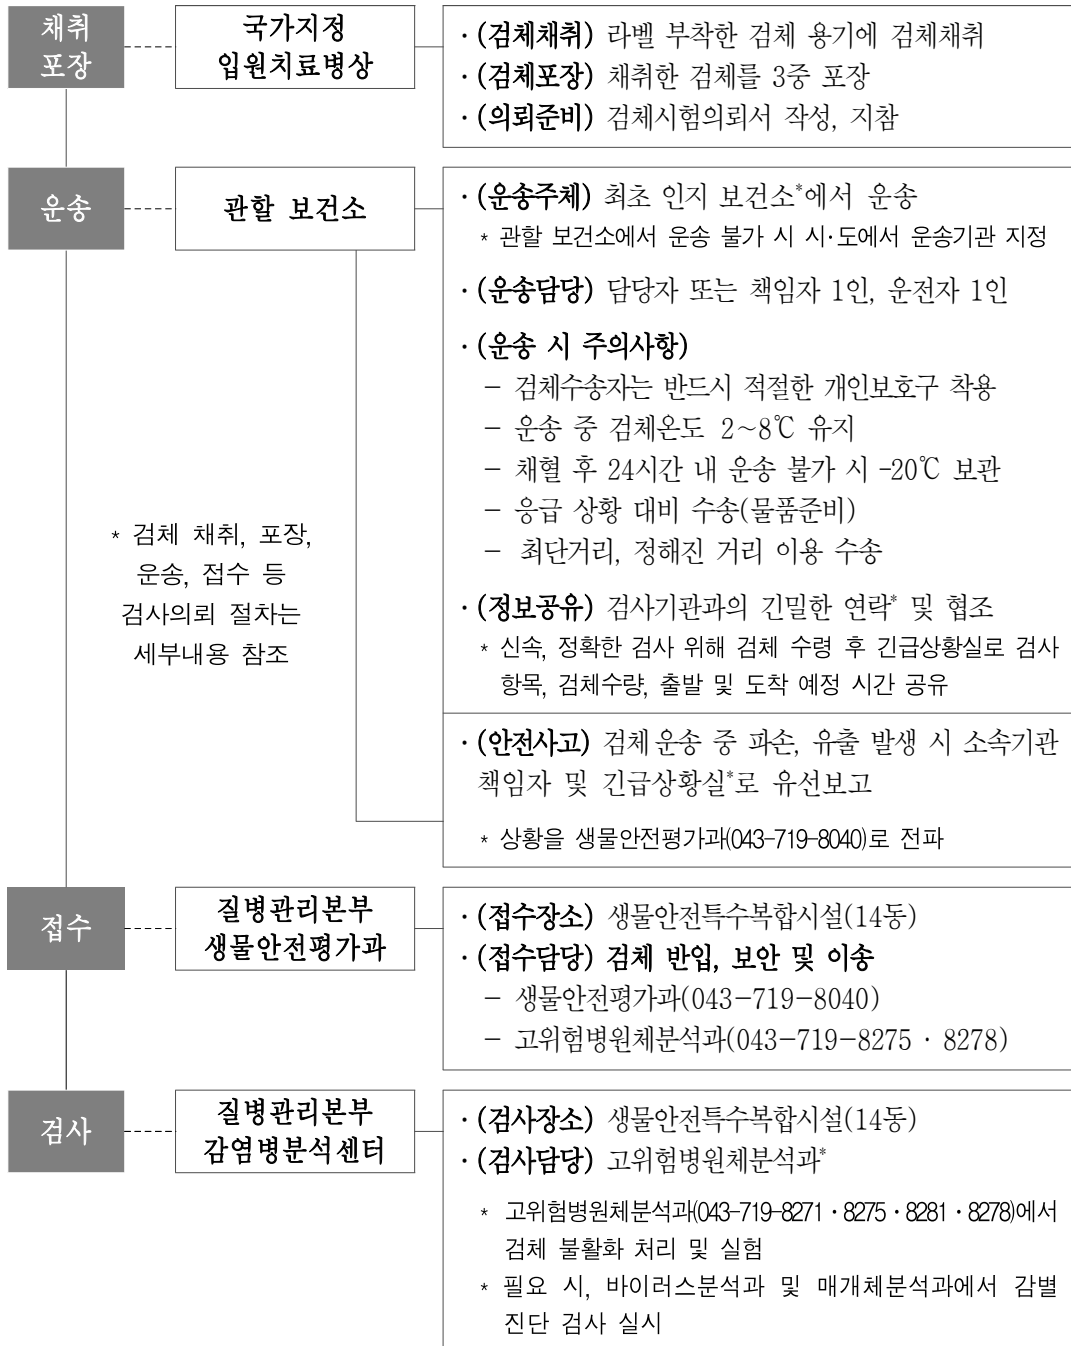 채취
포장
국가지정
입원치료병상
· (검체채취) 라벨 부착한 검체 용기에 검체채취
· (검체포장) 채취한 검체를 3중 포장
· (의뢰준비) 검체시험의뢰서 작성, 지참
운송
관할 보건소
· (운송주체) 최초 인지 보건소*에서 운송
* 관할 보건소에서 운송 불가 시 시·도에서 운송기관 지정
· (운송담당) 담당자 또는 책임자 1인, 운전자 1인
· (운송 시 주의사항)
- 검체수송자는 반드시 적절한 개인보호구 착용
- 운송 중 검체온도 2~8℃ 유지
- 채혈 후 24시간 내 운송 불가 시 -20℃ 보관
- 응급 상황 대비 수송(물품준비)
- 최단거리, 정해진 거리 이용 수송
· (정보공유) 검사기관과의 긴밀한 연락* 및 협조
* 신속, 정확한 검사 위해 검체 수령 후 긴급상황실로 검사
항목, 검체수량, 출발 및 도착 예정 시간 공유
· (안전사고) 검체 운송 중 파손, 유출 발생 시 소속기관
책임자 및 긴급상황실*로 유선보고
* 상황을 생물안전평가과(043-719-8040)로 전파
* 검체 채취, 포장,
운송, 접수 등
검사의뢰 절차는
세부내용 참조
접수
질병관리본부
생물안전평가과
· (접수장소) 생물안전특수복합시설(14동)
· (접수담당) 검체 반입, 보안 및 이송
- 생물안전평가과(043-719-8040)
- 고위험병원체분석과(043-719-8275 · 8278)
검사
질병관리본부
감염병분석센터
· (검사장소) 생물안전특수복합시설(14동)
· (검사담당) 고위험병원체분석과*
* 고위험병원체분석과(043-719-8271 · 8275 · 8281 · 8278)에서
검체 불활화 처리 및 실험
* 필요 시, 바이러스분석과 및 매개체분석과에서 감별
진단 검사 실시